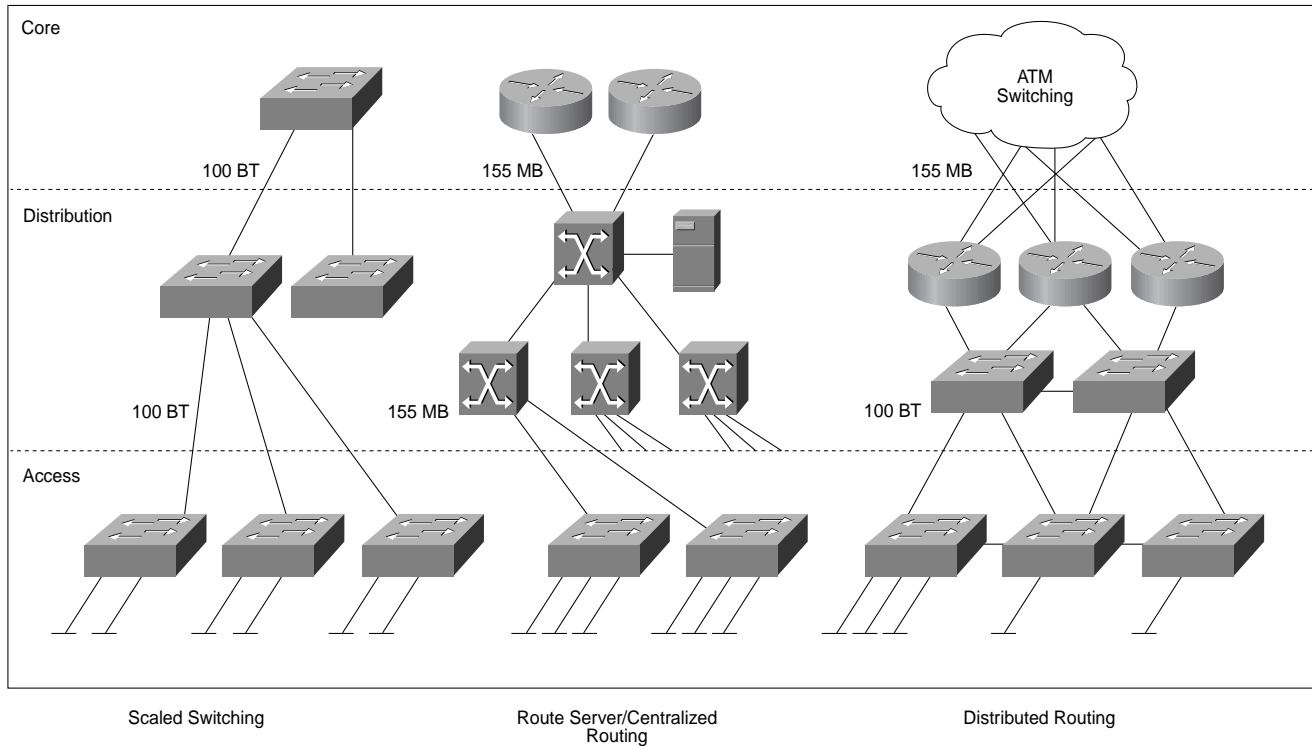 Core
ATM
Switching
100 BT
155 MB
155 MB
Distribution
100 BT
155 MB
100 BT
Access
Scaled Switching
Route Server/Centralized
Routing
Distributed Routing